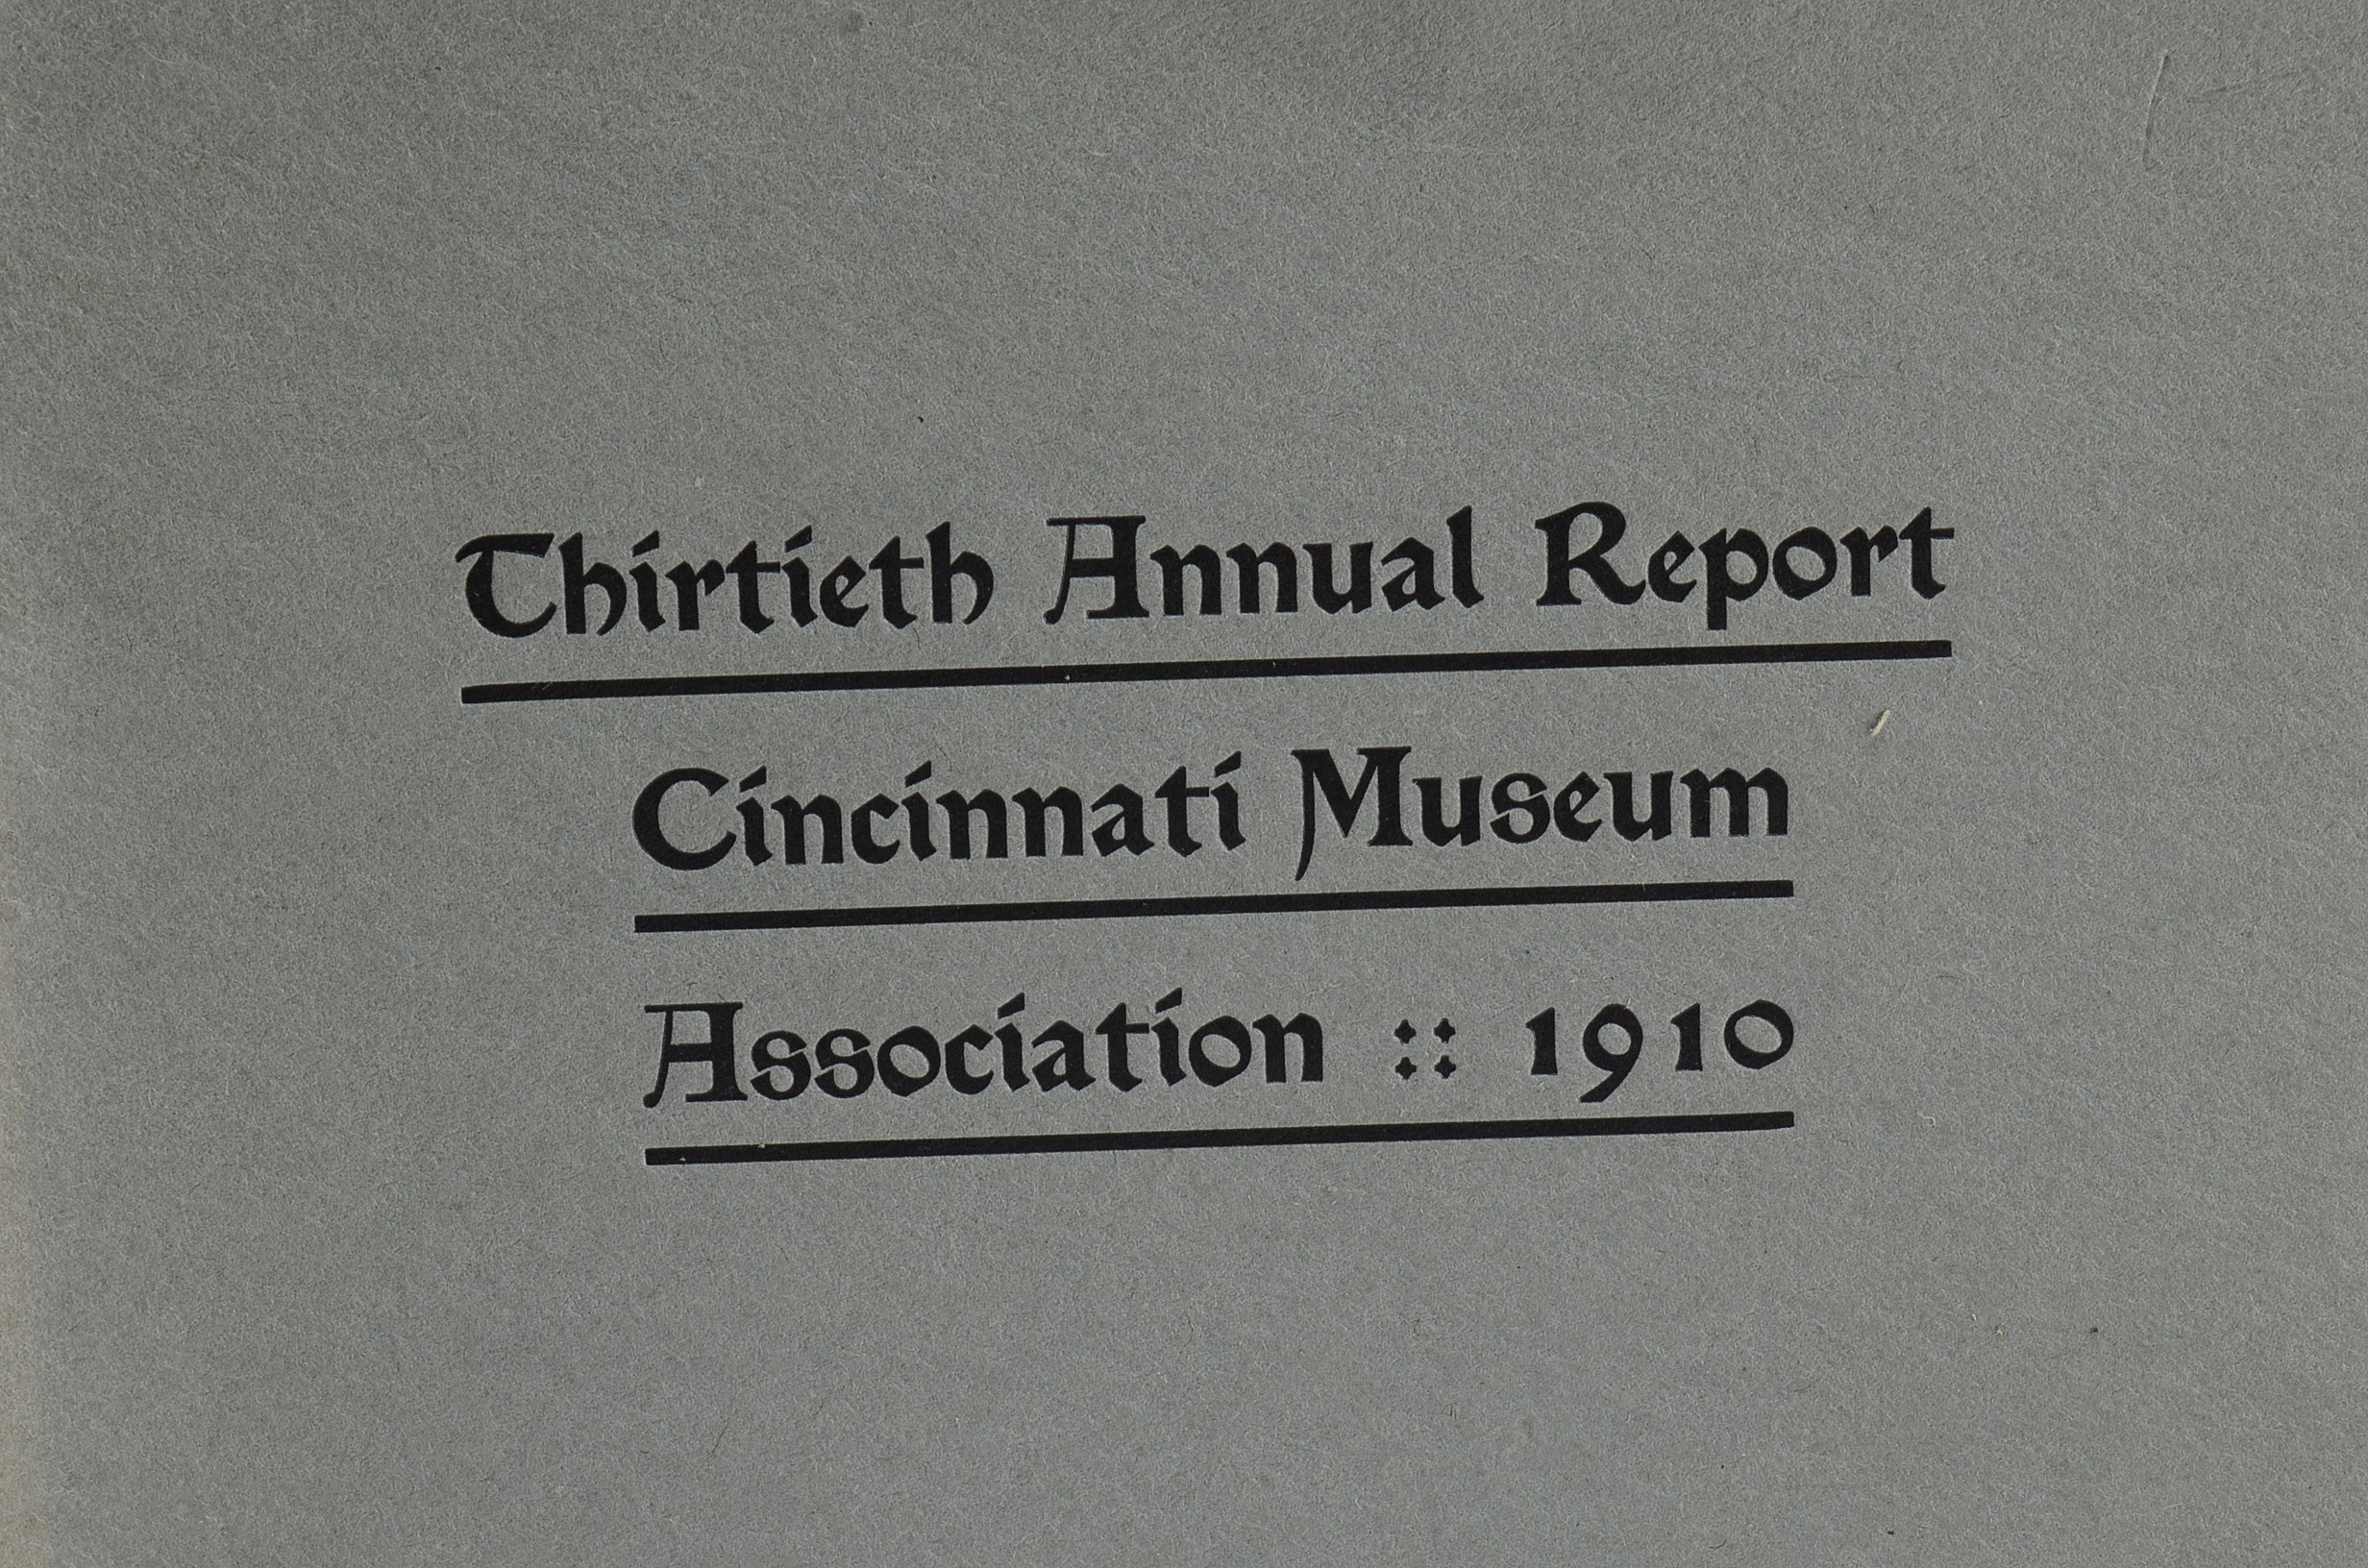 Thirtieth Annual Report
Cincinnati Museum
Association :: 1910